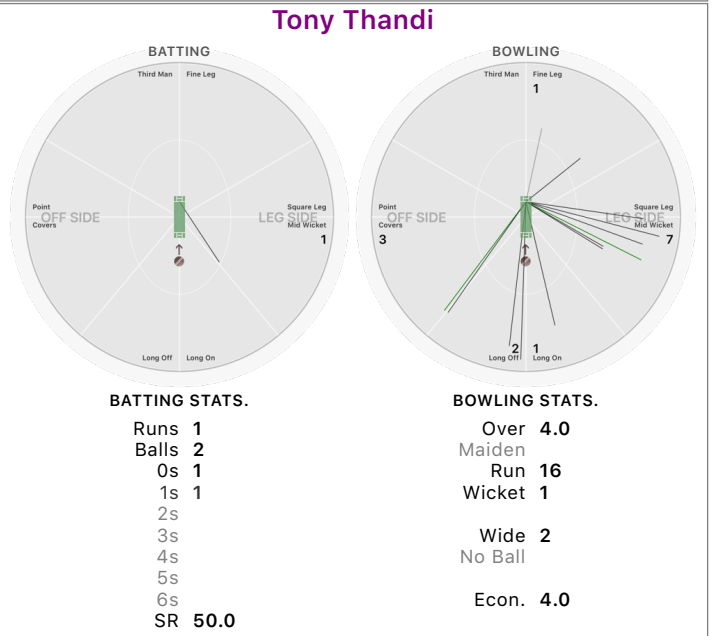 Tony Thandi
BATTING
Third Man Fine Leg
Point
OFF SIDE
Covers
Square Leg
LEG SIDE
Mid Wicket
1
Long Off Long On
BOWLING
Third Man Fine Leg
1
Point
OFF SIDE
Covers
3
Square Leg
LEG SIDE
Mid Wicket
7
2 1
Long Off Long On
BATTING STATS.
Runs 1
Balls 2
0s 1
1s 1
2s
3s
4s
5s
6s
SR 50.0
BOWLING STATS.
Over 4.0
Maiden
Run 16
Wicket 1
Wide 2
No Ball
Econ. 4.0